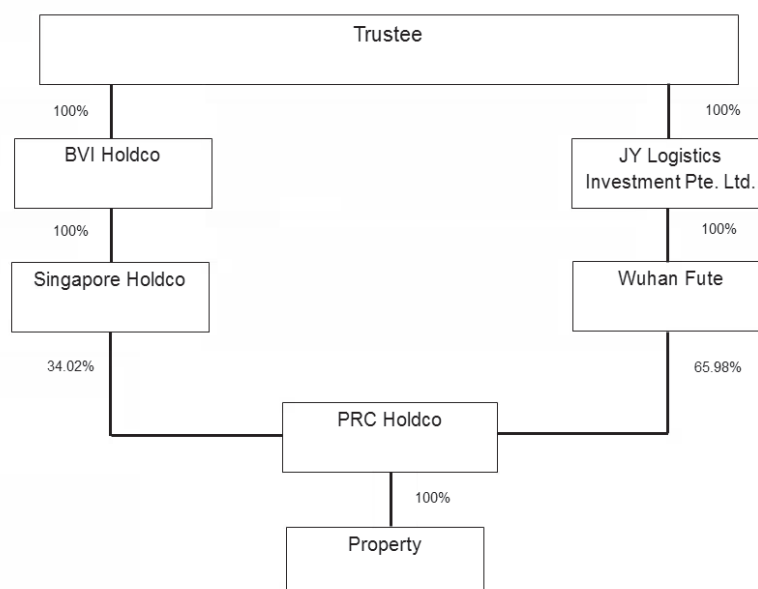 Trustee
100%
100%
BVI Holdco
JY Logistics
Investment Pte. Ltd.
100%
100%
Singapore Holdco
Wuhan Fute
34.02%
65.98%
PRC Holdco
100%
Property